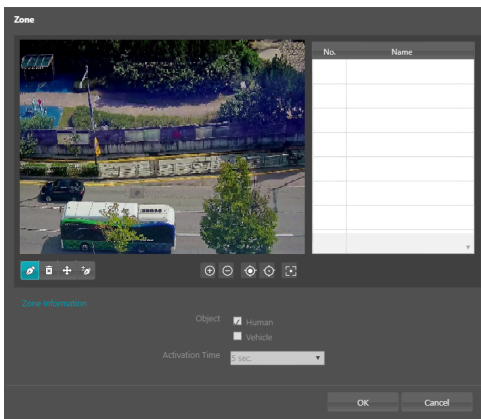 Zone
No. Name
Zone Information
Object Human
Vehicle
Activation Time 5 sec.
OK Cancel